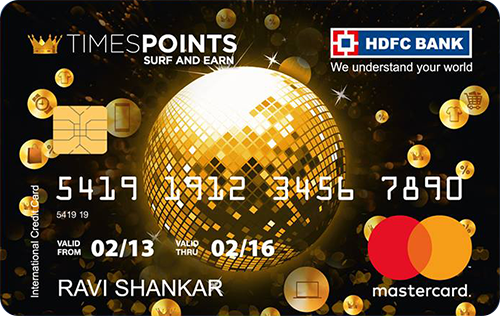 TIMESPOINTS
SURF AND EARN
HDFC BANK
We understand your world
5419 1912 3456 7890
5419 19
VALID FROM 02/13 VALID THRU 02/16
RAVI SHANKAR
mastercard.
International Credit Card